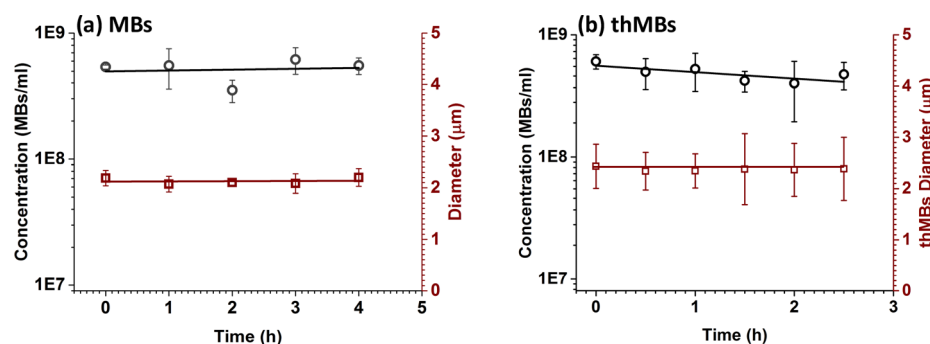 (a) MBs
1E9
1E8
1E7
Concentration (MBs/ml)
5
4
3
2
1
0
Diameter (μm)
0 1 2 3 4 5
Time (h)
(b) thMBs
1E9
1E8
1E7
Concentration (MBs/ml)
5
4
3
2
1
0
thMBs Diameter (μm)
0 1 2 3
Time (h)